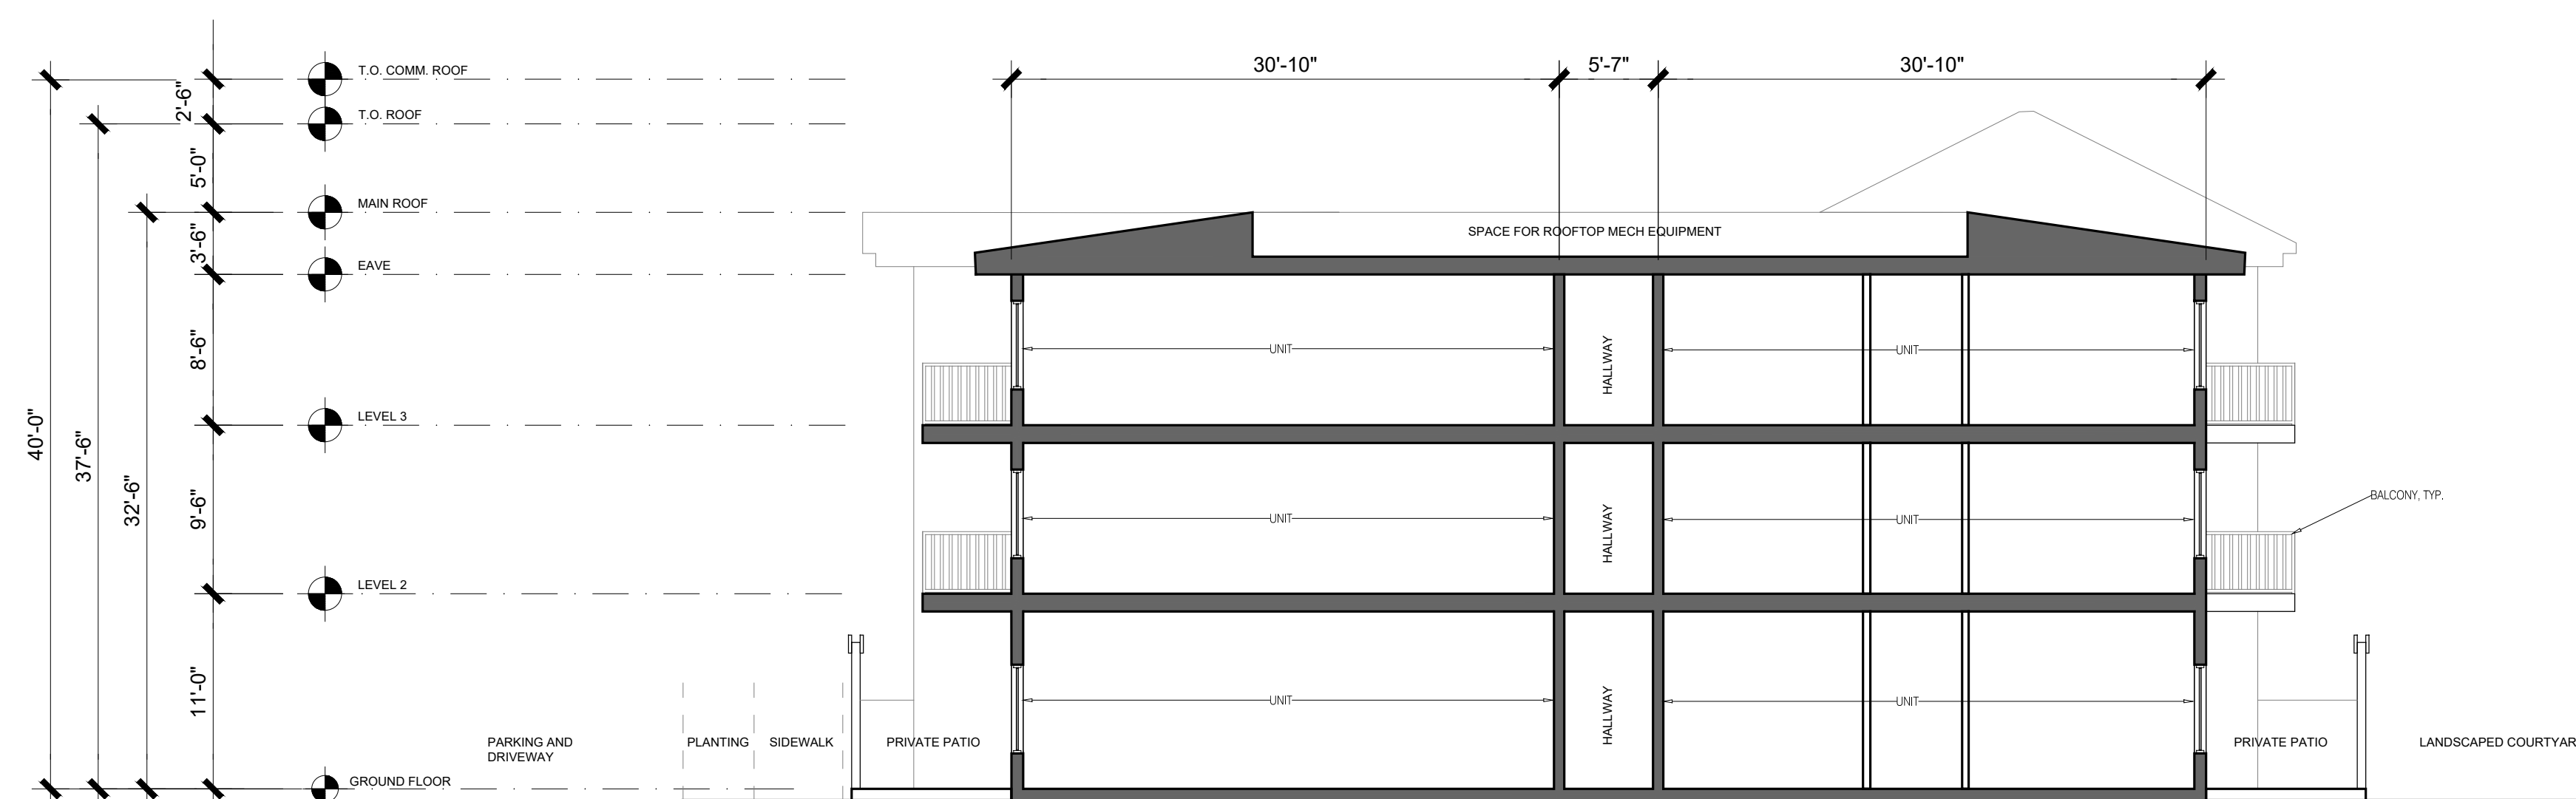 30'-10"
5'-7"
30'-10"
T.O. COMM. ROOF
2'-6"
T.O. ROOF
5'-0"
MAIN ROOF
3'-6"
SPACE FOR ROOFTOP MECH EQUIPMENT
EAVE
8'-6"
UNIT
HALLWAY
UNIT
LEVEL 3
40'-0"
37'-6"
32'-6"
9'-6"
UNIT
HALLWAY
UNIT
BALCONY, TYP.
LEVEL 2
11'-0"
UNIT
HALLWAY
UNIT
PARKING AND
DRIVEWAY
PLANTING
SIDEWALK
PRIVATE PATIO
PRIVATE PATIO
LANDSCAPED COURTYAR
GROUND FLOOR